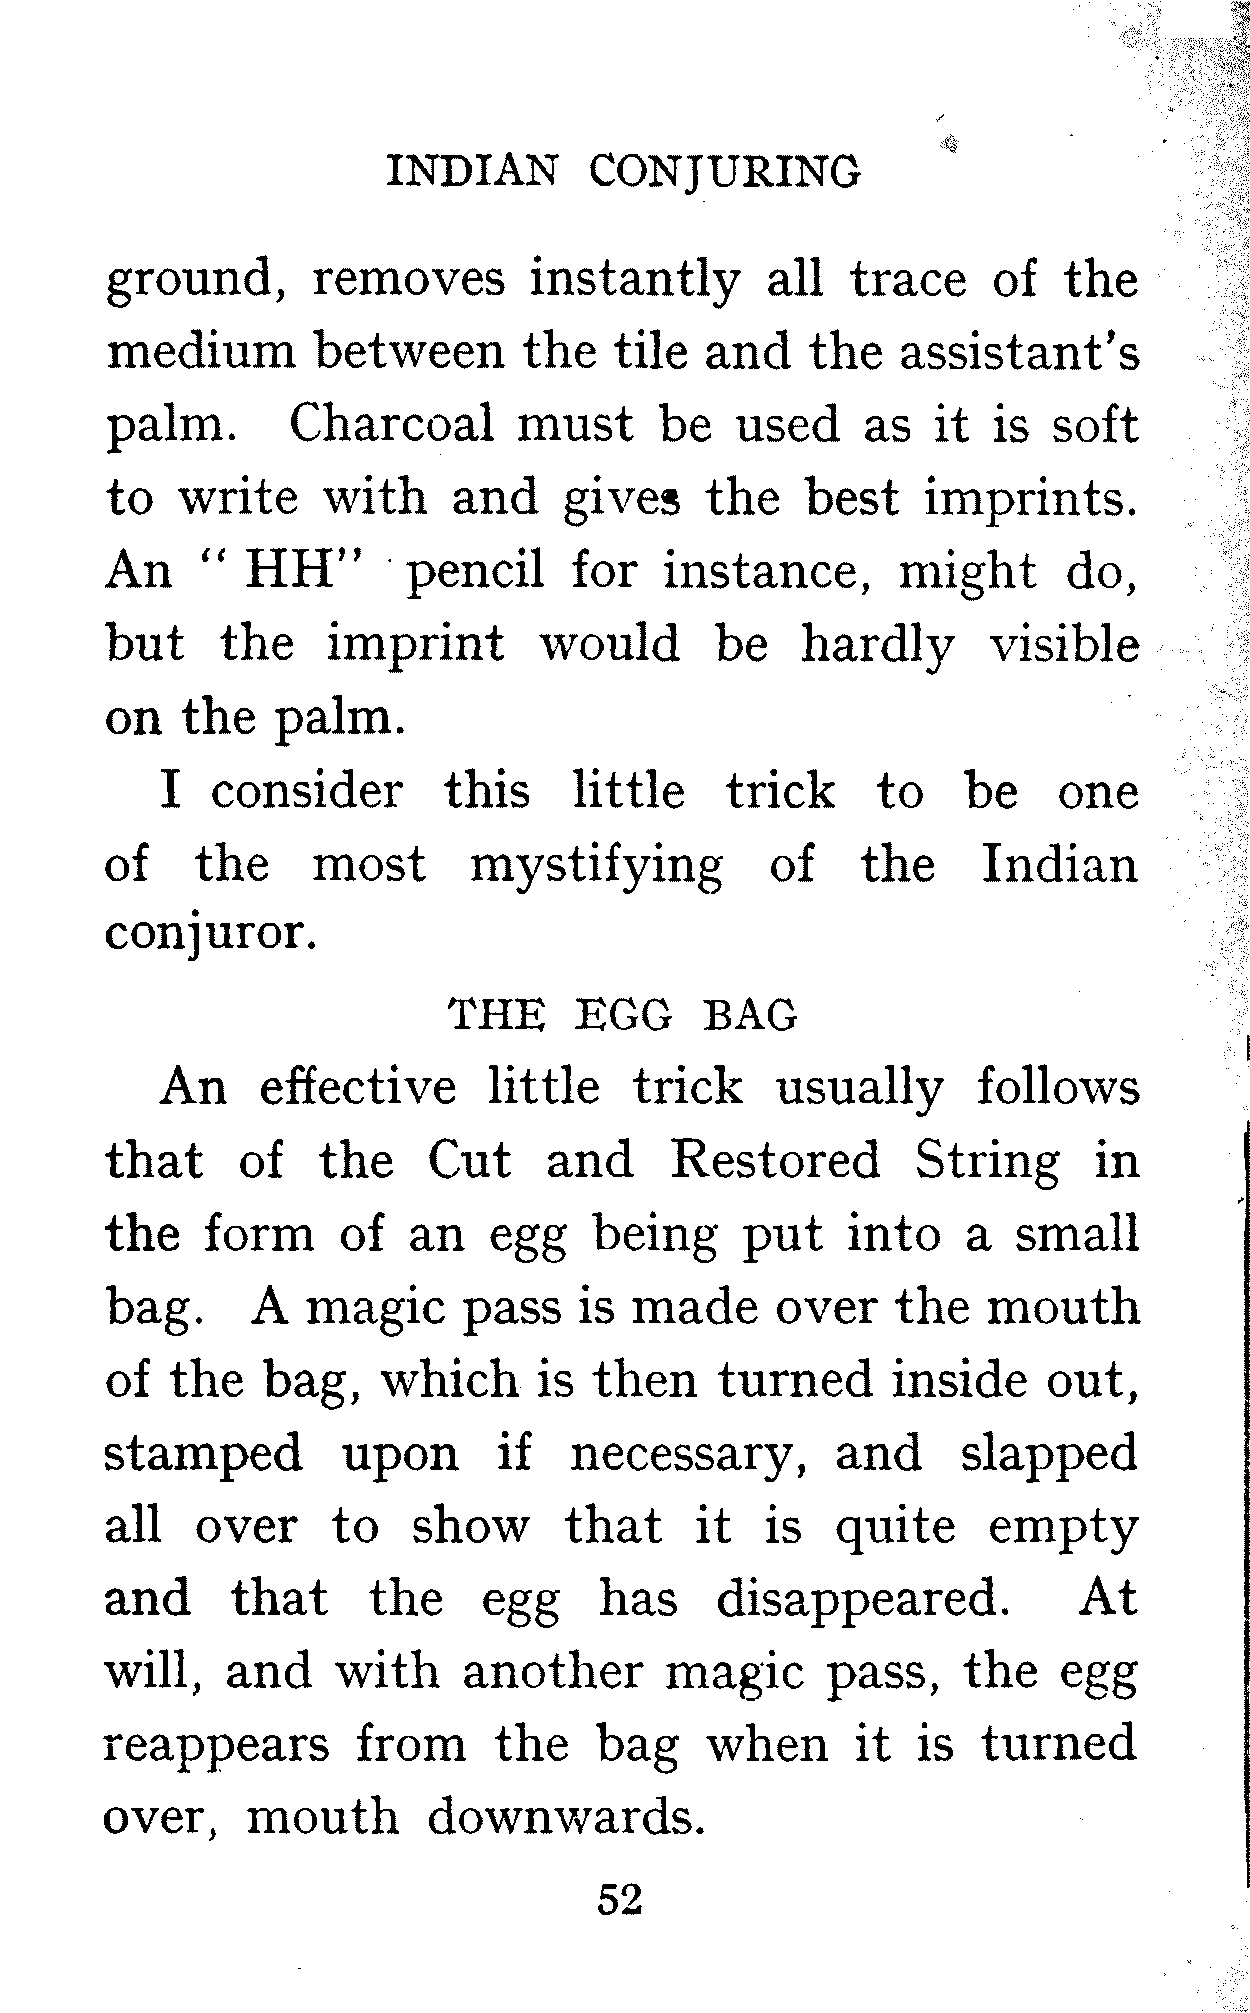 INDIAN CONJURING
ground, removes instantly all trace of the
medium between the tile and the assistant's
palm. Charcoal must be used as it is soft
to write with and gives the best imprints.
An " HH" pencil for instance, might do,
but the imprint would be hardly visible
on the palm.
I consider this little trick to be one
of the most mystifying of the Indian
conjuror.
THE EGG BAG
An effective little trick usually follows
that of the Cut and Restored String in
the form of an egg being put into a small
bag. A magic pass is made over the mouth
of the bag, which is then turned inside out,
stamped upon if necessary, and slapped
all over to show that it is quite empty
and that the egg has disappeared. At
will, and with another magic pass, the egg
reappears from the bag when it is turned
over, mouth downwards.
52